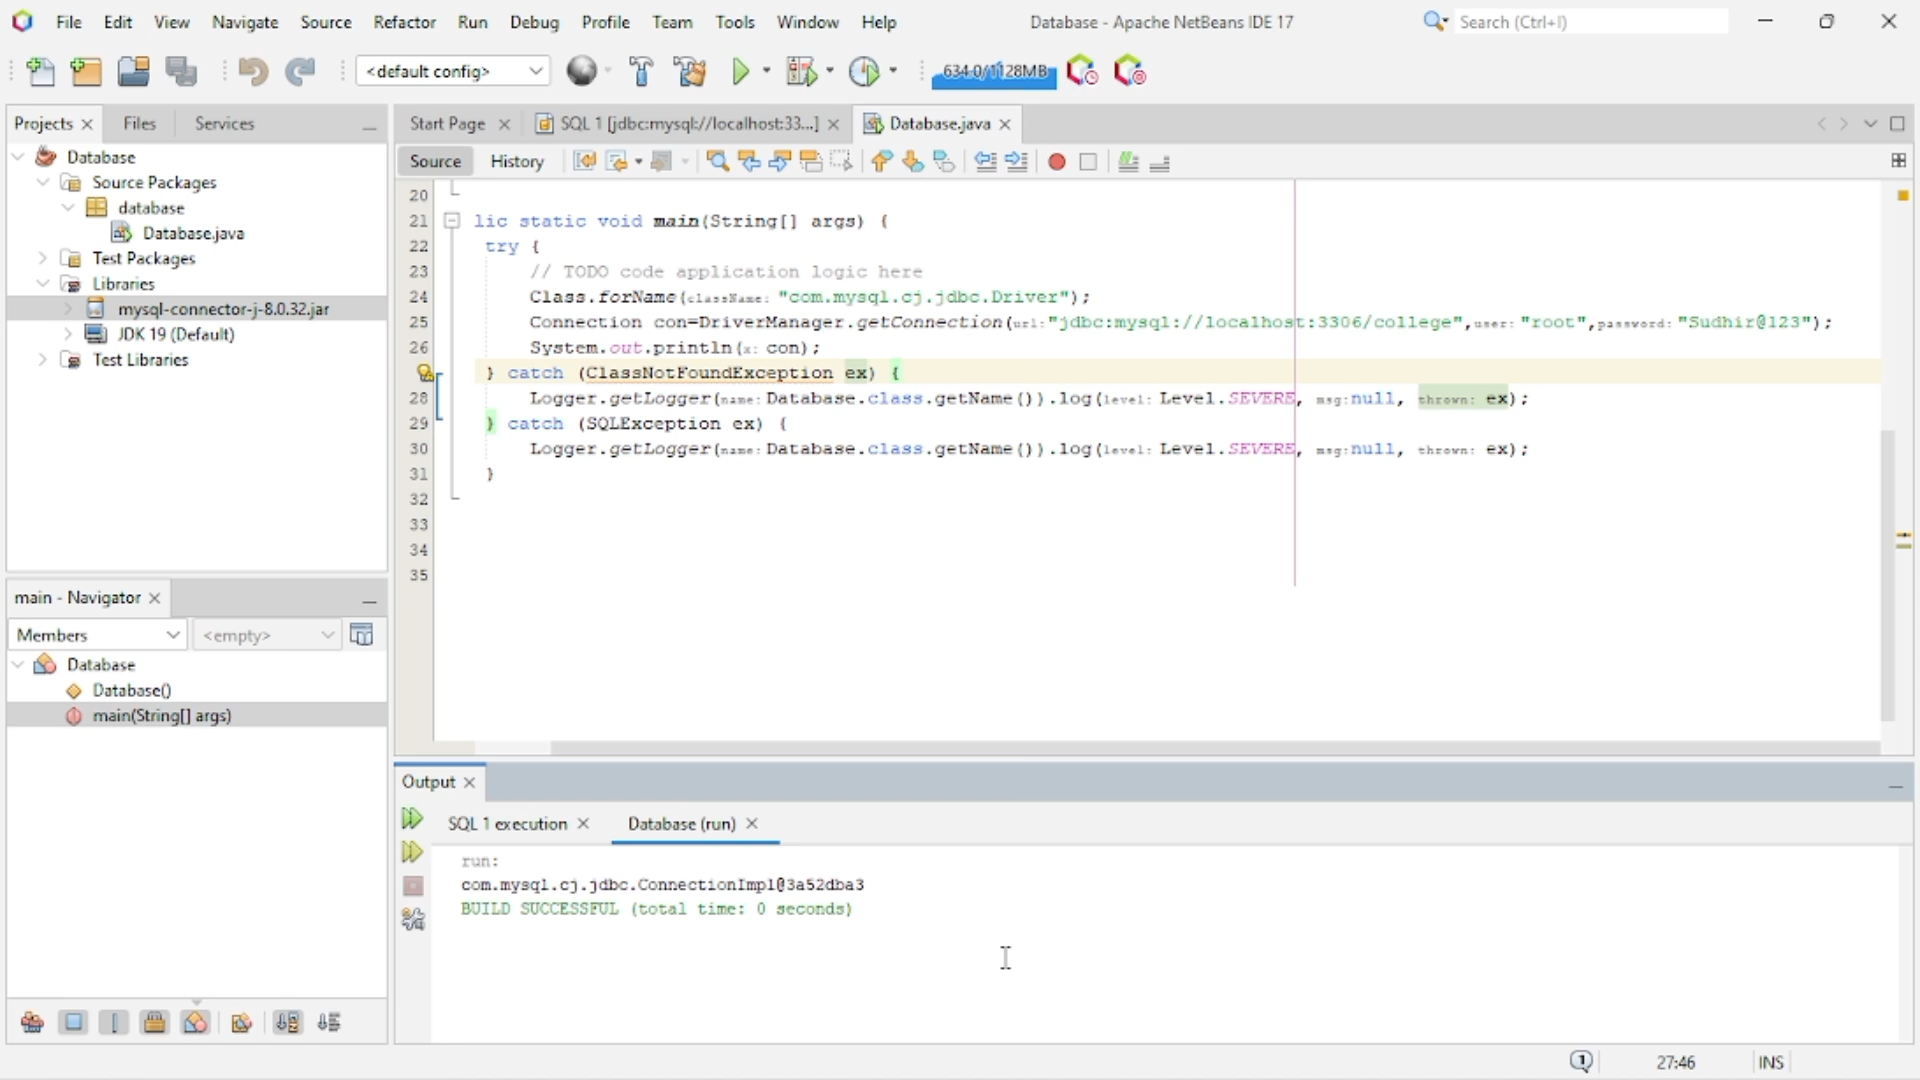 File Edit View Navigate Source Refactor Run Debug Profile Team Tools Window Help
Database - Apache NetBeans IDE 17
Search (Ctrl+I)
<default config>
Projects
Files
Services
Database
Source Packages
database
Database.java
Test Packages
Libraries
mysql-connector-j-8.0.32.jar
JDK 19 (Default)
Test Libraries
main - Navigator
Members
<empty>
Database
Database()
main(String[] args)
Start Page
SQL 1 [jdbc:mysql://localhost:33...]
Database.java
Source
History
20
21 lic static void main(String[] args) {
22 try {
23 // TODO code application logic here
24 Class.forName(className: "com.mysql.cj.jdbc.Driver");
25 Connection con=DriverManager.getConnection(url:"jdbc:mysql://localhost:3306/college",user: "root",password: "Sudhir@123");
26 System.out.println(x: con);
} catch (ClassNotFoundException ex) {
28 Logger.getLogger(name: Database.class.getName()).log(level: Level.SEVERE, msg:null, thrown: ex);
29 } catch (SQLException ex) {
30 Logger.getLogger(name: Database.class.getName()).log(level: Level.SEVERE, msg:null, thrown: ex);
31 }
32
33
34
35
Output
SQL 1 execution
Database (run)
run:
com.mysql.cj.jdbc.ConnectionImpl@3a52dba3
BUILD SUCCESSFUL (total time: 0 seconds)
1
27:46
INS